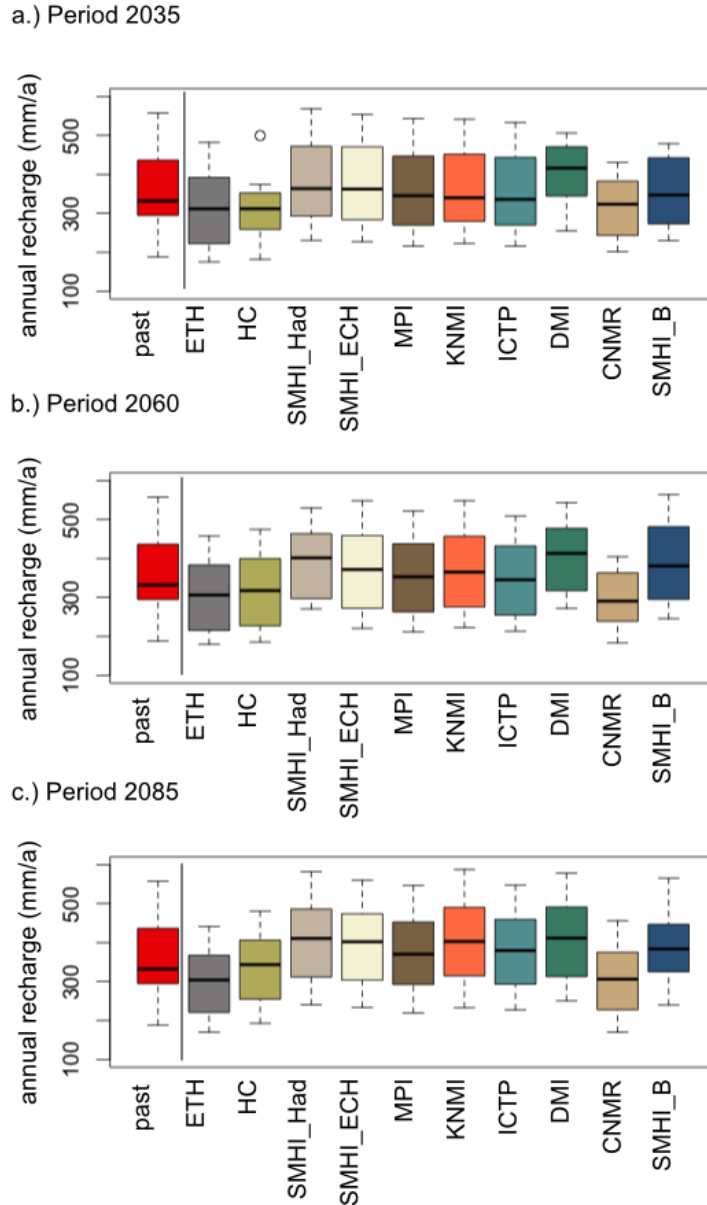 a.) Period 2035
annual recharge (mm/a)
500
300
100
past
ETH
HC
SMHI_Had
SMHI_ECH
MPI
KNMI
ICTP
DMI
CNMR
SMHI_B
b.) Period 2060
annual recharge (mm/a)
500
300
100
past
ETH
HC
SMHI_Had
SMHI_ECH
MPI
KNMI
ICTP
DMI
CNMR
SMHI_B
c.) Period 2085
annual recharge (mm/a)
500
300
100
past
ETH
HC
SMHI_Had
SMHI_ECH
MPI
KNMI
ICTP
DMI
CNMR
SMHI_B